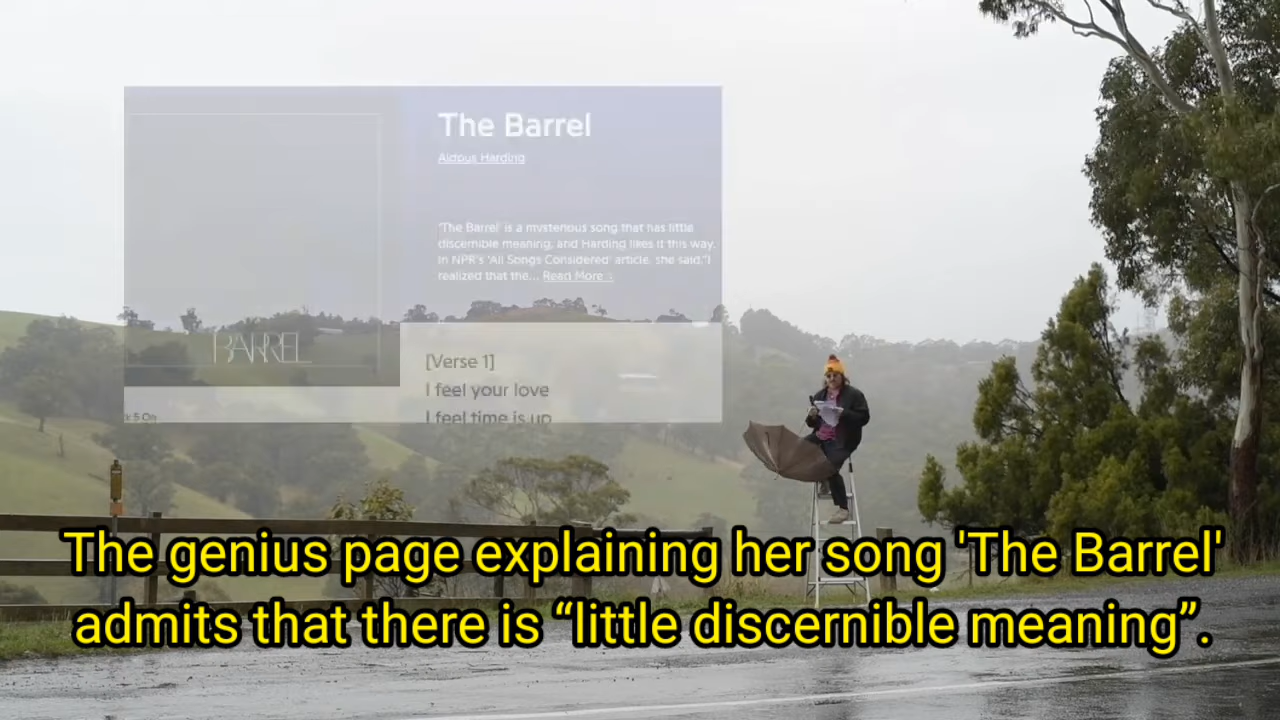 The Barrel
Aldous Harding
'The Barrel' is a mysterious song that has little
discernible meaning, and Harding likes it this way.
In NPR's 'All Songs Considered' article, she said,"I
realized that the... Read More
BARREL
[Verse 1]
I feel your love
I feel time is up
5 On
The genius page explaining her song 'The Barrel'
admits that there is “little discernible meaning”.